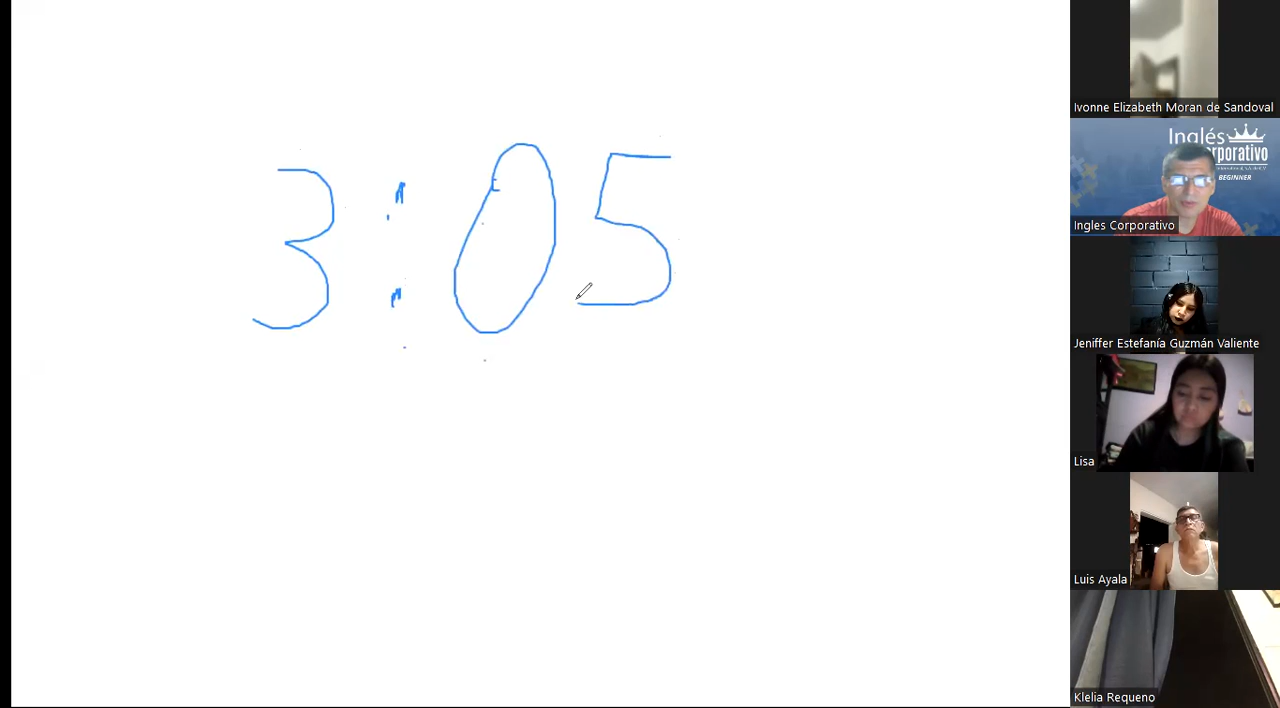 3:05
Ivonne Elizabeth Moran de Sandoval
Inglés
Corporativo
BEGINNER
Ingles Corporativo
Jeniffer Estefanía Guzmán Valiente
Lisa
Luis Ayala
Klelia Requeno